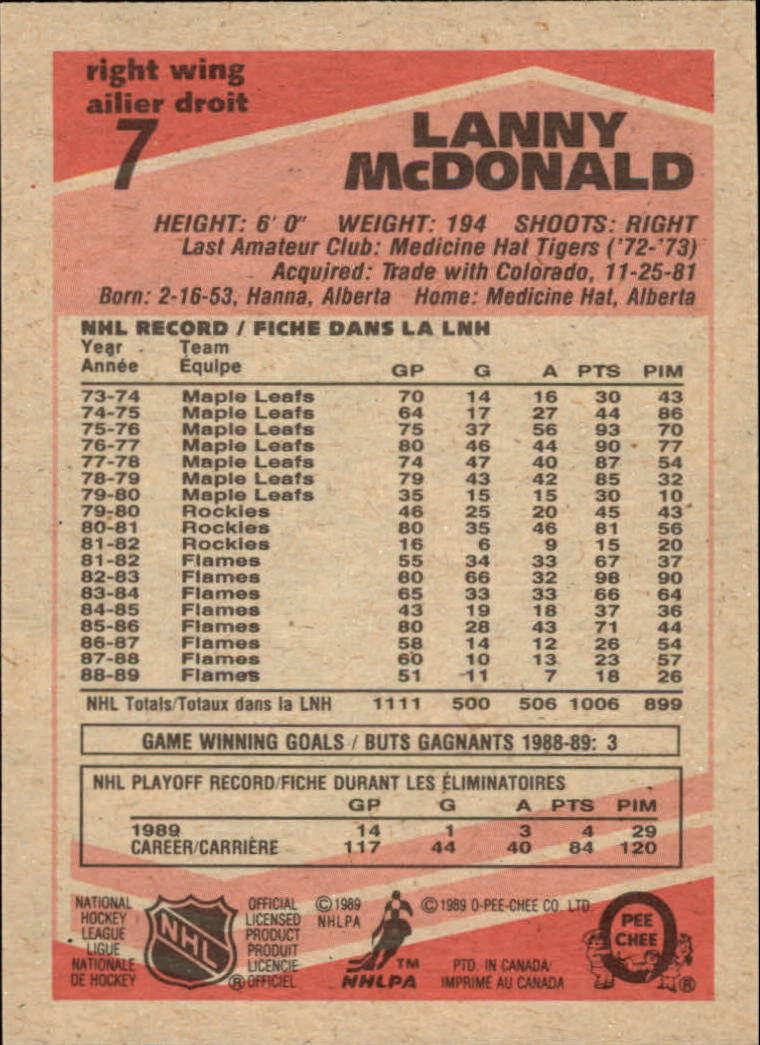 right wing
ailier droit
7
LANNY
McDONALD
HEIGHT: 6' 0" WEIGHT: 194 SHOOTS: RIGHT
Last Amateur Club: Medicine Hat Tigers ('72-'73)
Acquired: Trade with Colorado, 11-25-81
Born: 2-16-53, Hanna, Alberta Home: Medicine Hat, Alberta
NHL RECORD / FICHE DANS LA LNH
Year Team
Année Équipe GP G A PTS PIM
73-74 Maple Leafs 70 14 16 30 43
74-75 Maple Leafs 64 17 27 44 86
75-76 Maple Leafs 75 37 56 93 70
76-77 Maple Leafs 80 46 44 90 77
77-78 Maple Leafs 74 47 40 87 54
78-79 Maple Leafs 79 43 42 85 32
79-80 Maple Leafs 35 15 15 30 10
79-80 Rockies 46 25 20 45 43
80-81 Rockies 80 35 46 81 56
81-82 Rockies 16 6 9 15 20
81-82 Flames 55 34 33 67 37
82-83 Flames 80 66 32 98 90
83-84 Flames 65 33 33 66 64
84-85 Flames 43 19 18 37 36
85-86 Flames 80 28 43 71 44
86-87 Flames 58 14 12 26 54
87-88 Flames 60 10 13 23 57
88-89 Flames 51 11 7 18 26
NHL Totals/Totaux dans la LNH 1111 500 506 1006 899
GAME WINNING GOALS / BUTS GAGNANTS 1988-89: 3
NHL PLAYOFF RECORD/FICHE DURANT LES ÉLIMINATOIRES
GP G A PTS PIM
1989 14 1 3 4 29
CAREER/CARRIÈRE 117 44 40 84 120
NATIONAL
HOCKEY
LEAGUE
LIGUE
NATIONALE
DE HOCKEY
NHL
®
OFFICIAL
LICENSED
PRODUCT
PRODUIT
LICENCIE
OFFICIEL
© 1989
NHLPA
TM
NHLPA
© 1989 O-PEE-CHEE CO LTD
PTD. IN CANADA/
IMPRIMÉ AU CANADA
O
PEE
CHEE
®